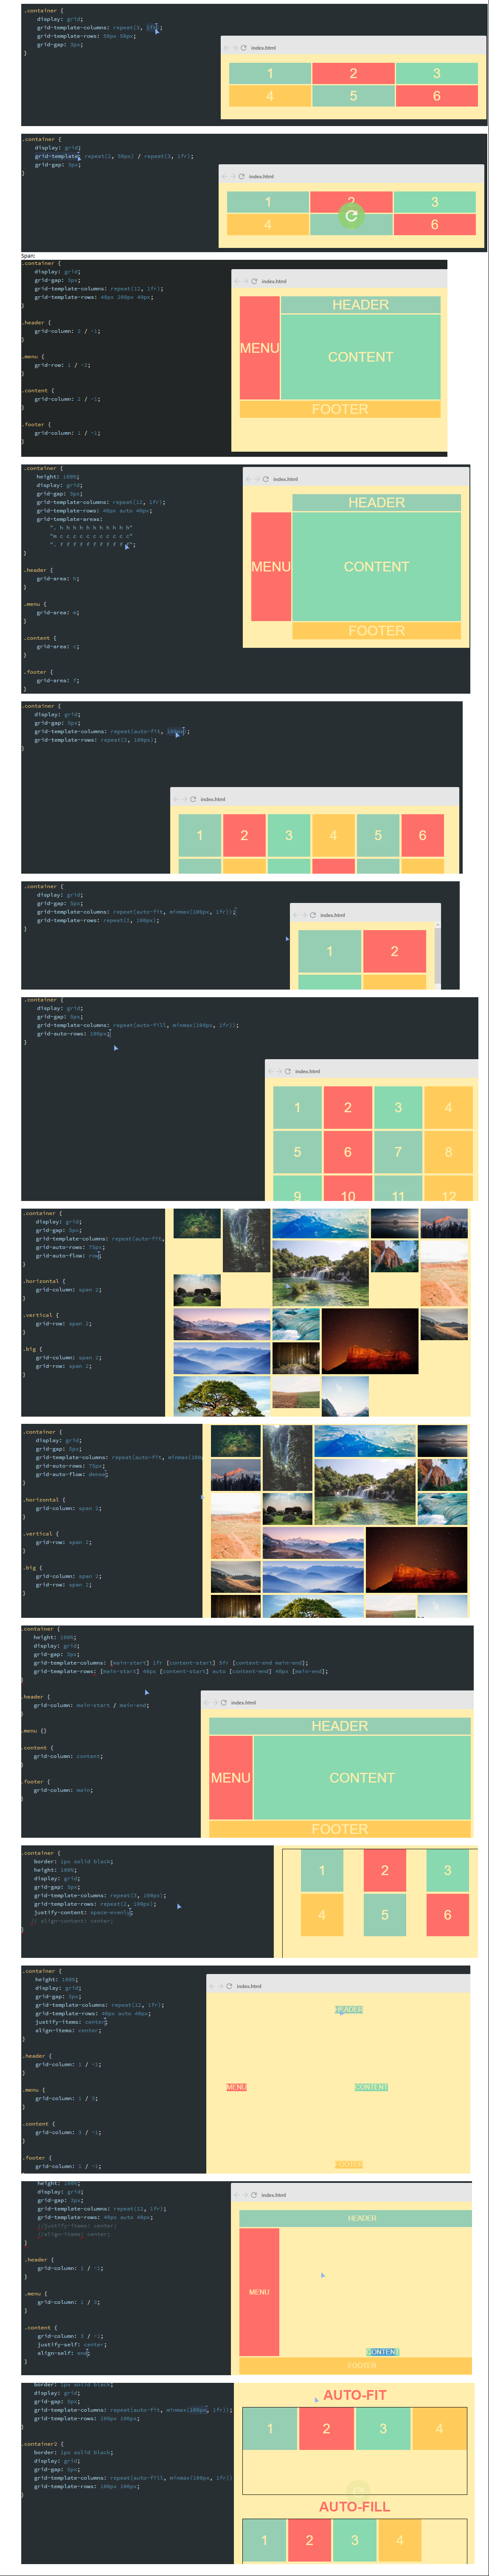 .container {
display: grid;
grid-template-columns: repeat(3, 1fr);
grid-template-rows: 50px 50px;
grid-gap: 3px;
}
index.html
1 2 3
4 5 6
.container {
display: grid;
grid-template: repeat(2, 50px) / repeat(3, 1fr);
grid-gap: 3px;
}
index.html
1 2 3
4 6
Span:
.container {
display: grid;
grid-gap: 3px;
grid-template-columns: repeat(12, 1fr);
grid-template-rows: 40px 200px 40px;
}
.header {
grid-column: 2 / -1;
}
.menu {
grid-row: 1 / -2;
}
.content {
grid-column: 2 / -1;
}
.footer {
grid-column: 1 / -1;
}
index.html
HEADER
MENU
CONTENT
FOOTER
.container {
height: 100%;
display: grid;
grid-gap: 3px;
grid-template-columns: repeat(12, 1fr);
grid-template-rows: 40px auto 40px;
grid-template-areas:
". h h h h h h h h h h h"
"m c c c c c c c c c c c"
". f f f f f f f f f f f";
}
.header {
grid-area: h;
}
.menu {
grid-area: m;
}
.content {
grid-area: c;
}
.footer {
grid-area: f;
}
index.html
HEADER
MENU
CONTENT
FOOTER
.container {
display: grid;
grid-gap: 5px;
grid-template-columns: repeat(auto-fit, 100px);
grid-template-rows: repeat(2, 100px);
}
index.html
1 2 3 4 5 6
.container {
display: grid;
grid-gap: 5px;
grid-template-columns: repeat(auto-fit, minmax(100px, 1fr));
grid-template-rows: repeat(2, 100px);
}
index.html
1 2
.container {
display: grid;
grid-gap: 5px;
grid-template-columns: repeat(auto-fill, minmax(100px, 1fr));
grid-auto-rows: 100px;
}
index.html
1 2 3 4
5 6 7 8
9 10 11 12
.container {
display: grid;
grid-gap: 5px;
grid-template-columns: repeat(auto-fit,
grid-auto-rows: 75px;
grid-auto-flow: row;
}
.horizontal {
grid-column: span 2;
}
.vertical {
grid-row: span 2;
}
.big {
grid-column: span 2;
grid-row: span 2;
}
.container {
display: grid;
grid-gap: 5px;
grid-template-columns: repeat(auto-fit, minmax(100
grid-auto-rows: 75px;
grid-auto-flow: dense;
}
.horizontal {
grid-column: span 2;
}
.vertical {
grid-row: span 2;
}
.big {
grid-column: span 2;
grid-row: span 2;
}
.container {
height: 100%;
display: grid;
grid-gap: 3px;
grid-template-columns: [main-start] 1fr [content-start] 5fr [content-end main-end];
grid-template-rows: [main-start] 40px [content-start] auto [content-end] 40px [main-end];
}
.header {
grid-column: main-start / main-end;
}
.menu {}
.content {
grid-column: content;
}
.footer {
grid-column: main;
}
index.html
HEADER
MENU
CONTENT
FOOTER
.container {
border: 1px solid black;
height: 100%;
display: grid;
grid-gap: 5px;
grid-template-columns: repeat(3, 100px);
grid-template-rows: repeat(2, 100px);
justify-content: space-evenly;
// align-content: center;
}
1 2 3
4 5 6
.container {
height: 100%;
display: grid;
grid-gap: 3px;
grid-template-columns: repeat(12, 1fr);
grid-template-rows: 40px auto 40px;
justify-items: center;
align-items: center;
}
.header {
grid-column: 1 / -1;
}
.menu {
grid-column: 1 / 3;
}
.content {
grid-column: 3 / -1;
}
.footer {
grid-column: 1 / -1;
index.html
HEADER
MENU
CONTENT
FOOTER
height: 100%;
display: grid;
grid-gap: 3px;
grid-template-columns: repeat(12, 1fr);
grid-template-rows: 40px auto 40px;
//justify-items: center;
//align-items: center;
}
.header {
grid-column: 1 / -1;
}
.menu {
grid-column: 1 / 3;
}
.content {
grid-column: 3 / -1;
justify-self: center;
align-self: end;
}
index.html
HEADER
MENU
CONTENT
FOOTER
border: 1px solid black;
display: grid;
grid-gap: 6px;
grid-template-columns: repeat(auto-fit, minmax(100px, 1fr));
grid-template-rows: 100px 100px;
}
.container2 {
border: 1px solid black;
display: grid;
grid-gap: 6px;
grid-template-columns: repeat(auto-fill, minmax(100px, 1fr))
grid-template-rows: 100px 100px;
}
AUTO-FIT
1 2 3 4
AUTO-FILL
1 2 3 4